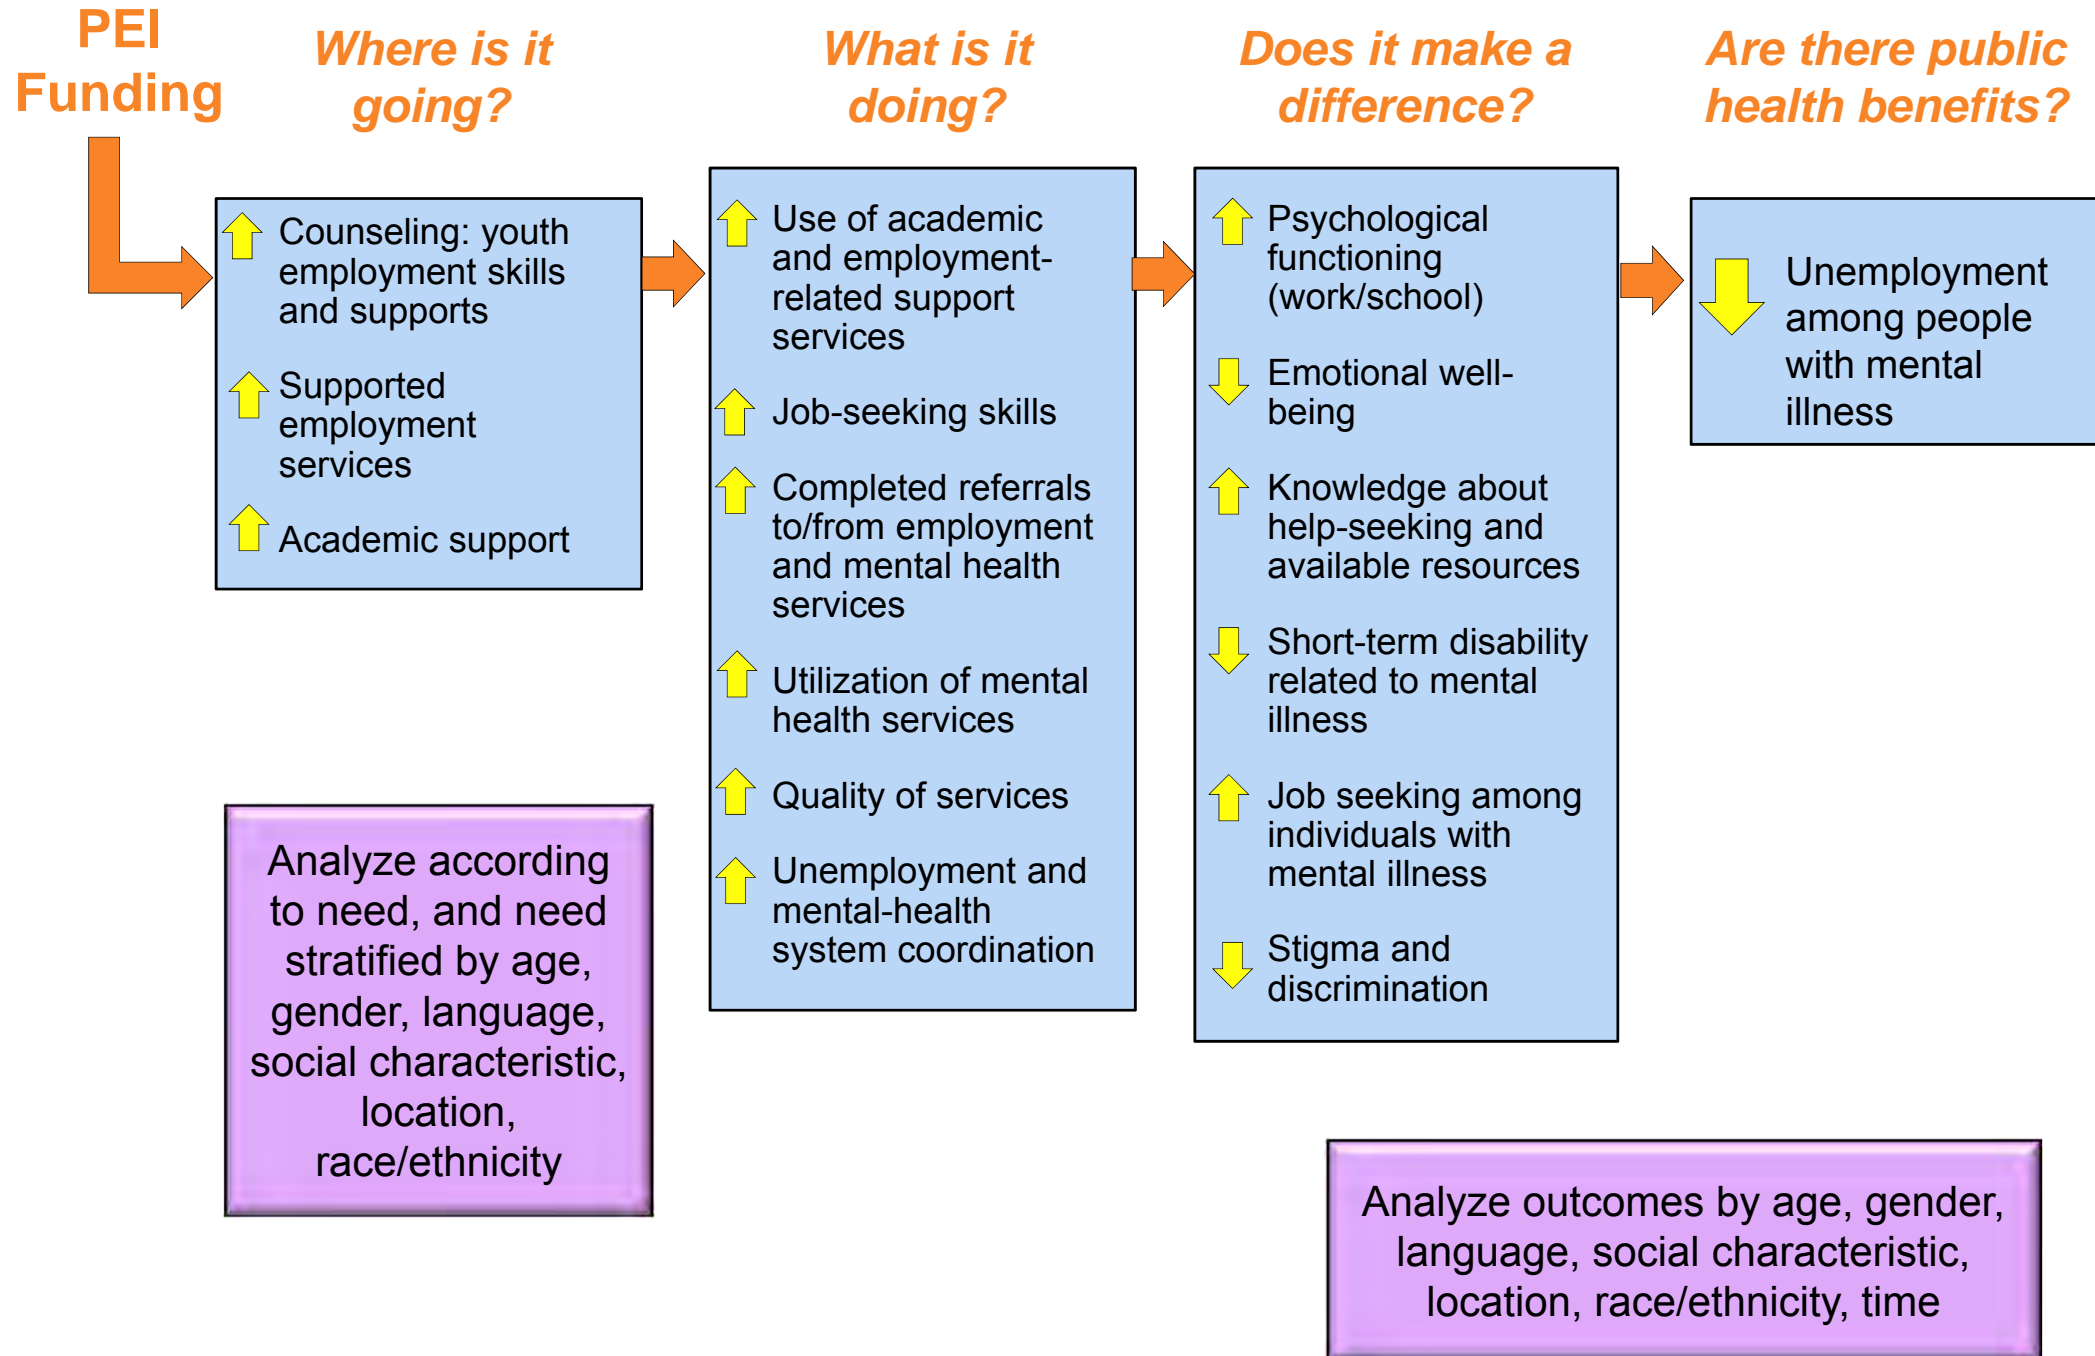 PEI
Funding
Where is it
going?
What is it
doing?
Does it make a
difference?
Are there public
health benefits?
Counseling: youth
employment skills
and supports
Supported
employment
services
Academic support
Use of academic
and employment-
related support
services
Job-seeking skills
Completed referrals
to/from employment
and mental health
services
Utilization of mental
health services
Quality of services
Unemployment and
mental-health
system coordination
Psychological
functioning
(work/school)
Emotional well-
being
Knowledge about
help-seeking and
available resources
Short-term disability
related to mental
illness
Job seeking among
individuals with
mental illness
Stigma and
discrimination
Unemployment
among people
with mental
illness
Analyze according
to need, and need
stratified by age,
gender, language,
social characteristic,
location,
race/ethnicity
Analyze outcomes by age, gender,
language, social characteristic,
location, race/ethnicity, time